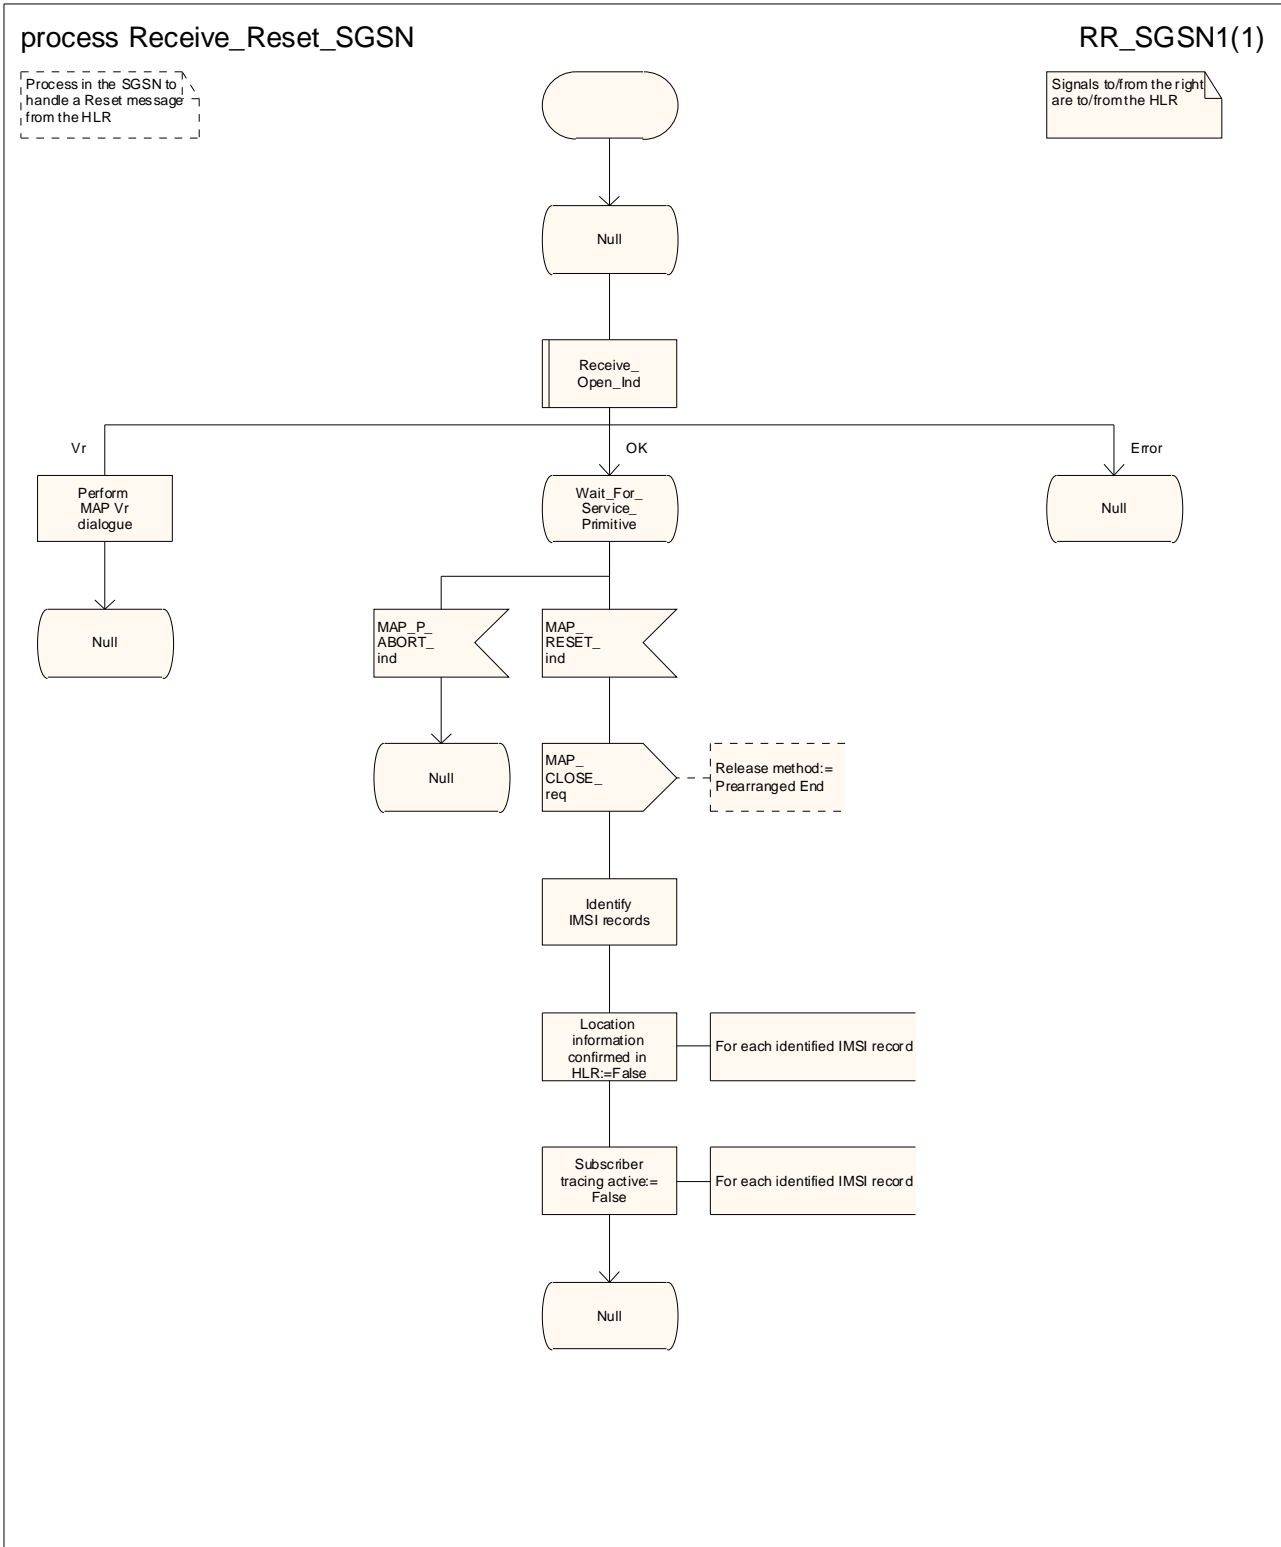 process Receive_Reset_SGSN
RR_SGSN1(1)
Process in the SGSN to
handle a Reset message
from the HLR
Signals to/from the right
are to/from the HLR
Null
Receive_
Open_Ind
Vr
OK
Error
Perform
MAP Vr
dialogue
Wait_For_
Service_
Primitive
Null
Null
MAP_P_
ABORT_
ind
MAP_
RESET_
ind
Null
MAP_
CLOSE_
req
Release method:=
Prearranged End
Identify
IMSI records
Location
information
confirmed in
HLR:=False
For each identified IMSI record
Subscriber
tracing active:=
False
For each identified IMSI record
Null